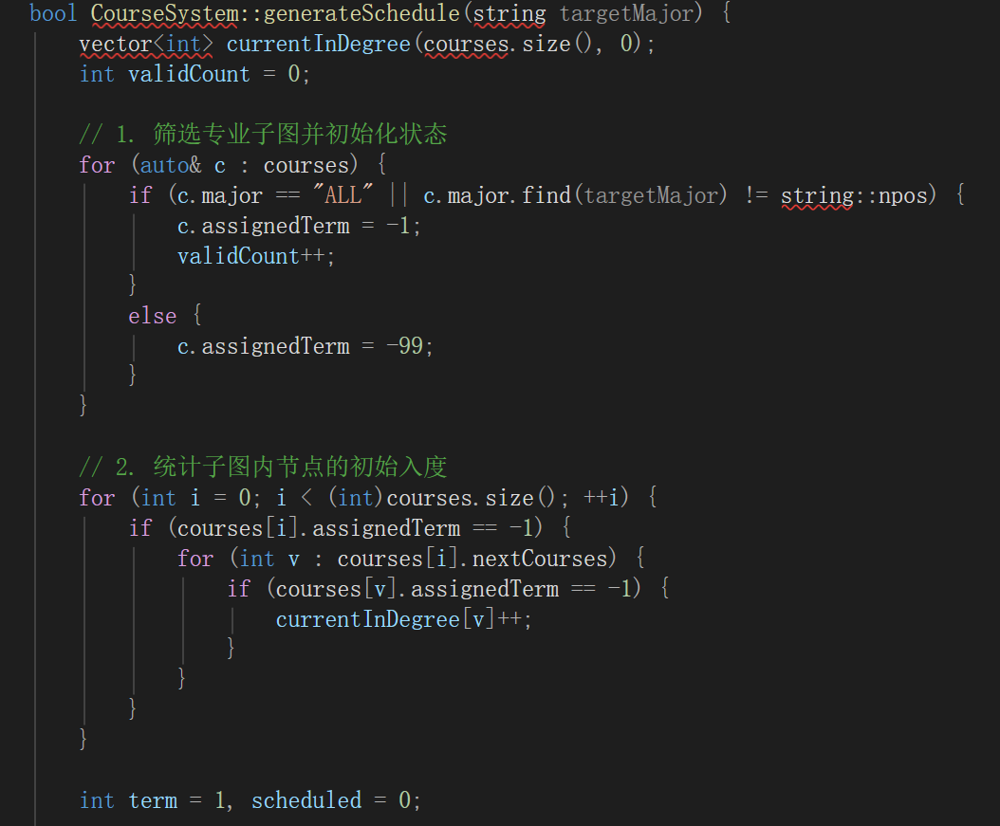 bool CourseSystem::generateSchedule(string targetMajor) {
vector<int> currentInDegree(courses.size(), 0);
int validCount = 0;
// 1. 筛选专业子图并初始化状态
for (auto& c : courses) {
if (c.major == "ALL" || c.major.find(targetMajor) != string::npos) {
c.assignedTerm = -1;
validCount++;
}
else {
c.assignedTerm = -99;
}
}
// 2. 统计子图内节点的初始入度
for (int i = 0; i < (int)courses.size(); ++i) {
if (courses[i].assignedTerm == -1) {
for (int v : courses[i].nextCourses) {
if (courses[v].assignedTerm == -1) {
currentInDegree[v]++;
}
}
}
}
int term = 1, scheduled = 0;